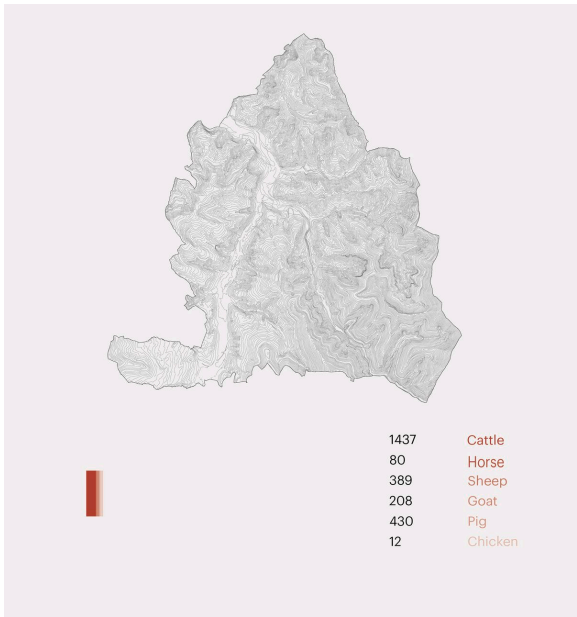 1437 Cattle
80 Horse
389 Sheep
208 Goat
430 Pig
12 Chicken